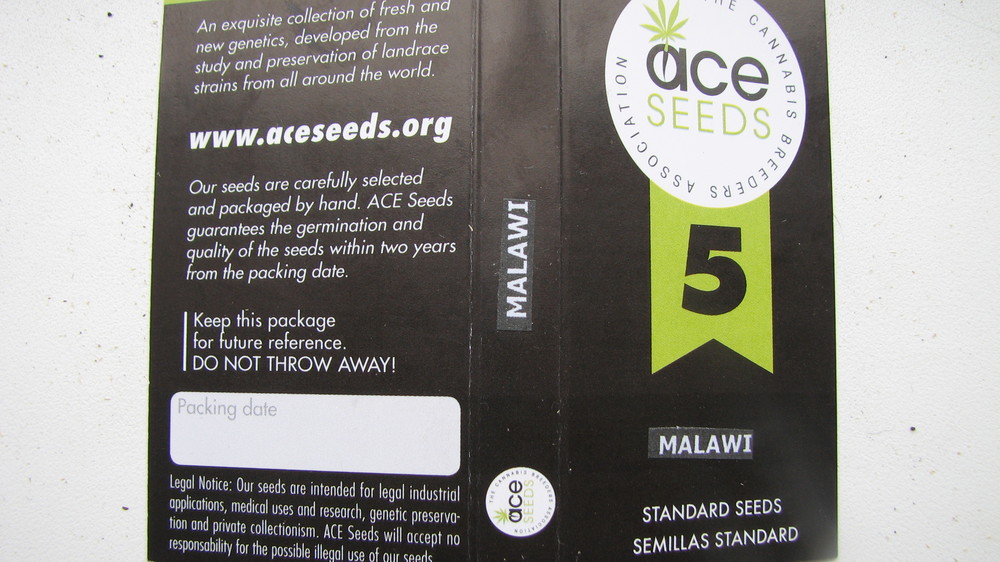 An exquisite collection of fresh and
new genetics, developed from the
study and preservation of landrace
strains from all around the world.
www.aceseeds.org
Our seeds are carefully selected
and packaged by hand. ACE Seeds
guarantees the germination and
quality of the seeds within two years
from the packing date.
Keep this package
for future reference.
DO NOT THROW AWAY!
Packing date
Legal Notice: Our seeds are intended for legal industrial
applications, medical uses and research, genetic preserva-
tion and private collectionism. ACE Seeds will accept no
responsability for the possible illegal use of our seeds
MALAWI
THE CANNABIS BREEDERS ASSOCIATION
ace
SEEDS
THE CANNABIS BREEDERS ASSOCIATION
ace
SEEDS
5
MALAWI
STANDARD SEEDS
SEMILLAS STANDARD